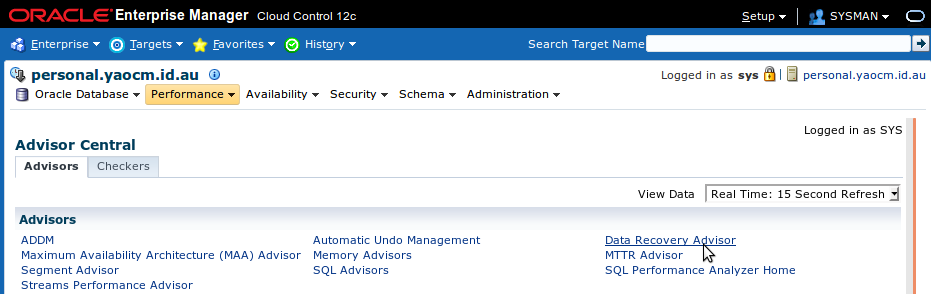 ORACLE Enterprise Manager Cloud Control 12c Setup SYSMAN
Enterprise Targets Favorites History Search Target Name
personal.yaocm.id.au Logged in as sys personal.yaocm.id.au
Oracle Database Performance Availability Security Schema Administration
Logged in as SYS
Advisor Central
Advisors Checkers
View Data Real Time: 15 Second Refresh
Advisors
ADDM Automatic Undo Management Data Recovery Advisor
Maximum Availability Architecture (MAA) Advisor Memory Advisors MTTR Advisor
Segment Advisor SQL Advisors SQL Performance Analyzer Home
Streams Performance Advisor